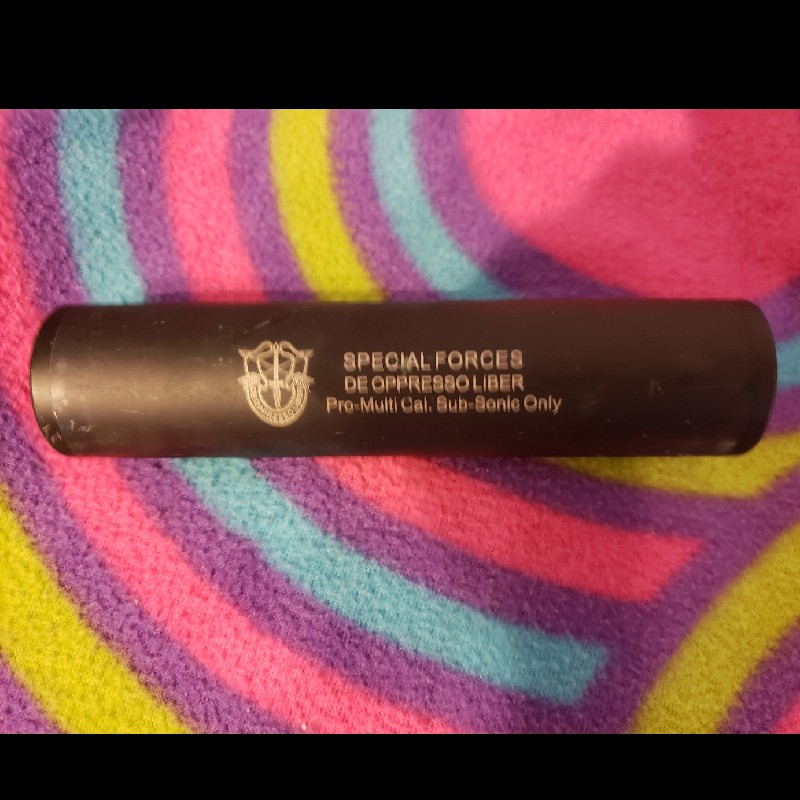 SPECIAL FORCES
DE OPPRESSO LIBER
Pro-Multi Cal. Sub-Sonic Only